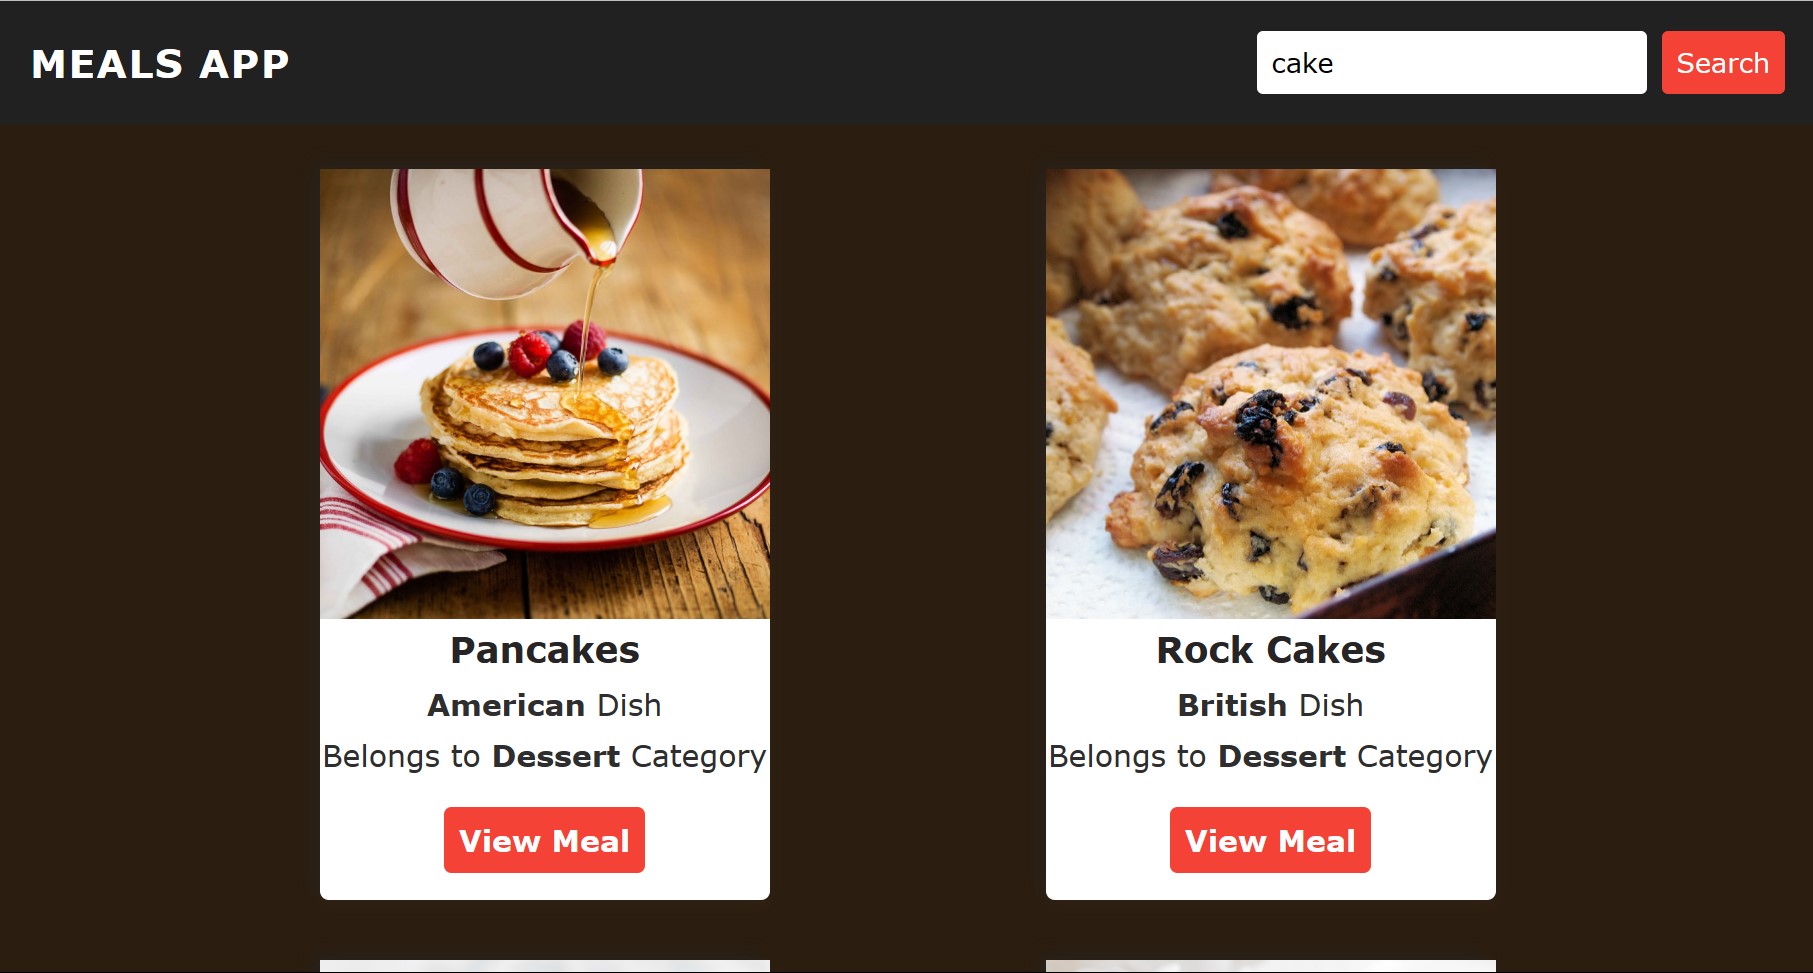 MEALS APP
cake
Search
Pancakes
American Dish
Belongs to Dessert Category
View Meal
Rock Cakes
British Dish
Belongs to Dessert Category
View Meal